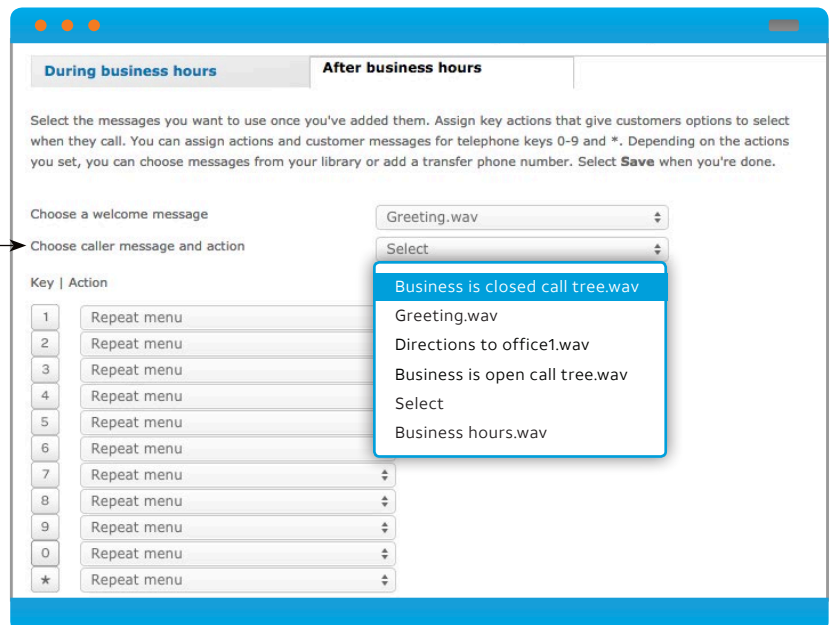 During business hours
After business hours
Select the messages you want to use once you've added them. Assign key actions that give customers options to select
when they call. You can assign actions and customer messages for telephone keys 0-9 and *. Depending on the actions
you set, you can choose messages from your library or add a transfer phone number. Select Save when you're done.
Choose a welcome message
Greeting.wav
Choose caller message and action
Select
Business is closed call tree.wav
Greeting.wav
Directions to office1.wav
Business is open call tree.wav
Select
Business hours.wav
Key | Action
1 Repeat menu
2 Repeat menu
3 Repeat menu
4 Repeat menu
5 Repeat menu
6 Repeat menu
7 Repeat menu
8 Repeat menu
9 Repeat menu
0 Repeat menu
* Repeat menu